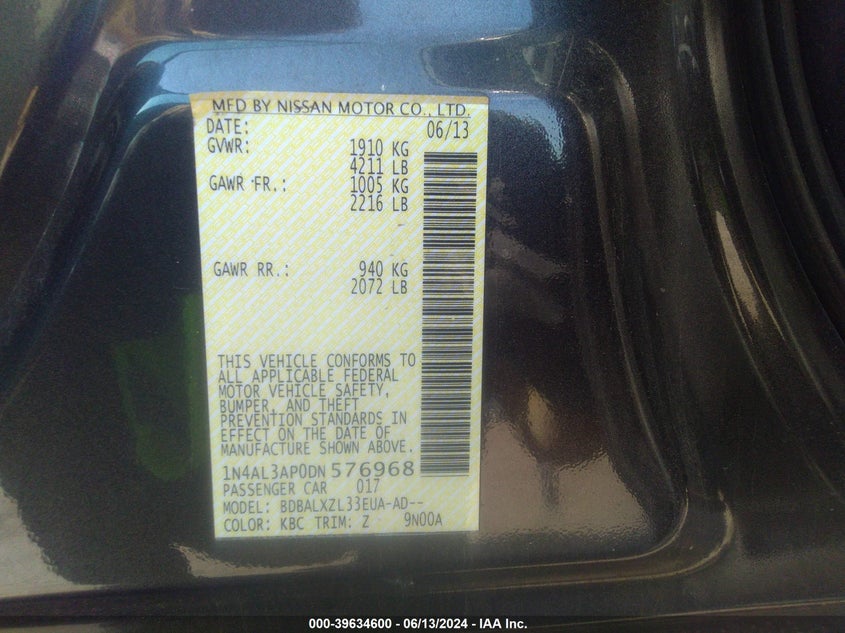 MFD BY NISSAN MOTOR CO., LTD.
DATE: 06/13
GVWR: 1910 KG
4211 LB
GAWR FR.: 1005 KG
2216 LB
GAWR RR.: 940 KG
2072 LB
THIS VEHICLE CONFORMS TO
ALL APPLICABLE FEDERAL
MOTOR VEHICLE SAFETY,
BUMPER, AND THEFT
PREVENTION STANDARDS IN
EFFECT ON THE DATE OF
MANUFACTURE SHOWN ABOVE.
1N4AL3AP0DN576968
PASSENGER CAR 017
MODEL: BDBALXZL33EUA-AD--
COLOR: KBC TRIM: Z 9N00A
000-39634600 - 06/13/2024 - IAA Inc.